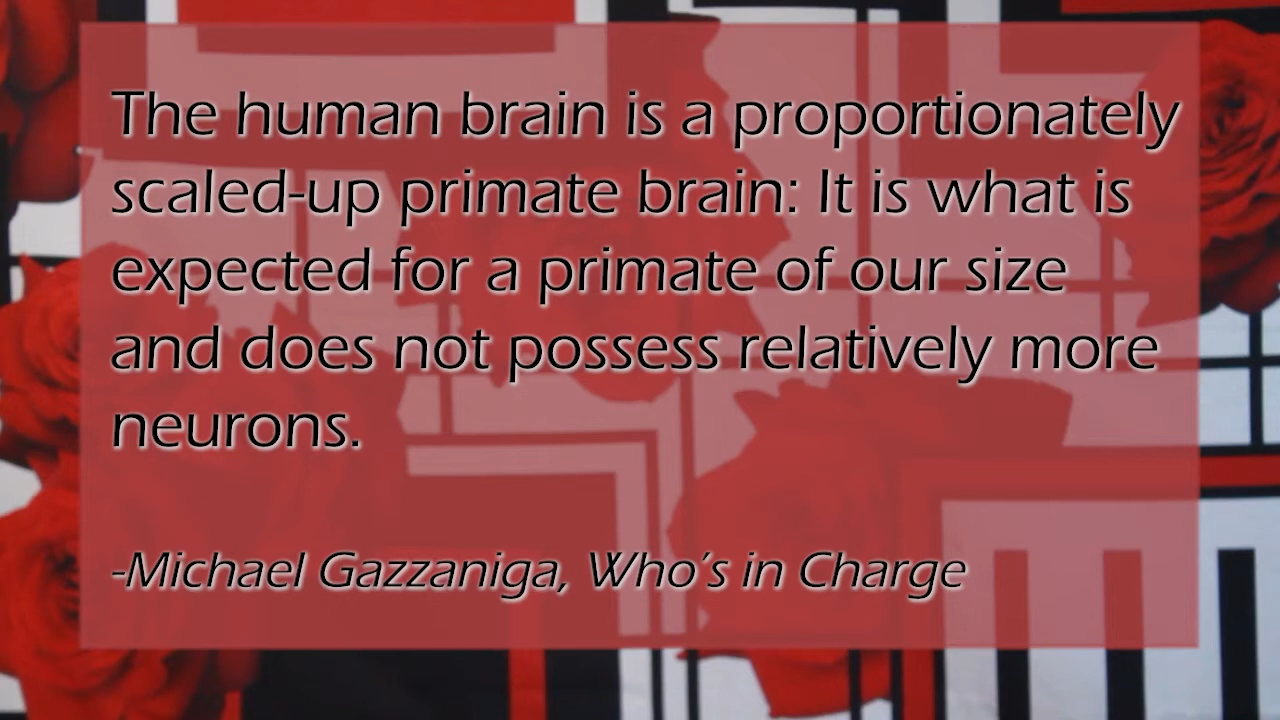 The human brain is a proportionately
scaled-up primate brain: It is what is
expected for a primate of our size
and does not possess relatively more
neurons.
-Michael Gazzaniga, Who's in Charge